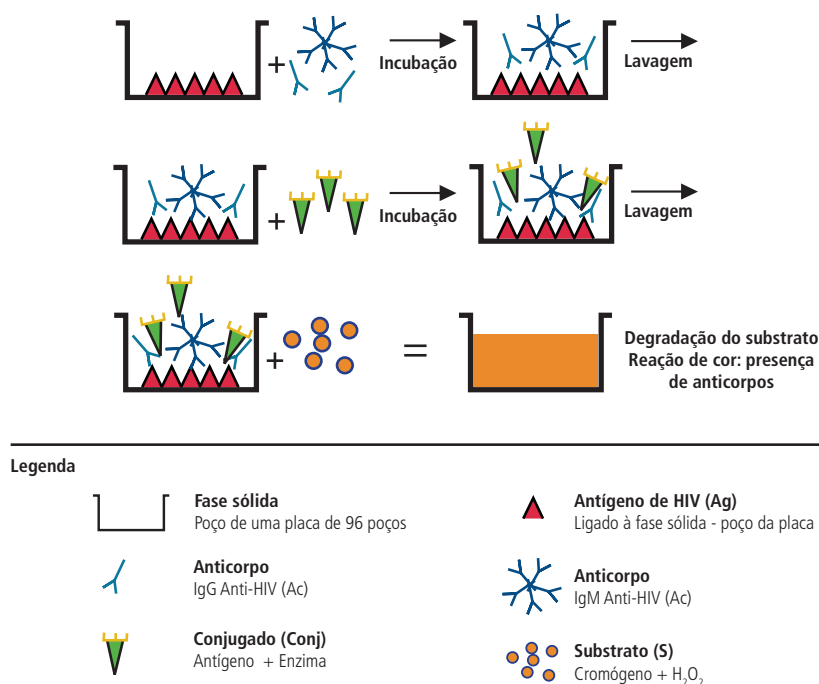 +
Incubação
Lavagem
+
Incubação
Lavagem
+
=
Degradação do substrato
Reação de cor: presença
de anticorpos
Legenda
Fase sólida
Poço de uma placa de 96 poços
Antígeno de HIV (Ag)
Ligado à fase sólida - poço da placa
Anticorpo
IgG Anti-HIV (Ac)
Anticorpo
IgM Anti-HIV (Ac)
Conjugado (Conj)
Antígeno + Enzima
Substrato (S)
Cromógeno + H₂O₂